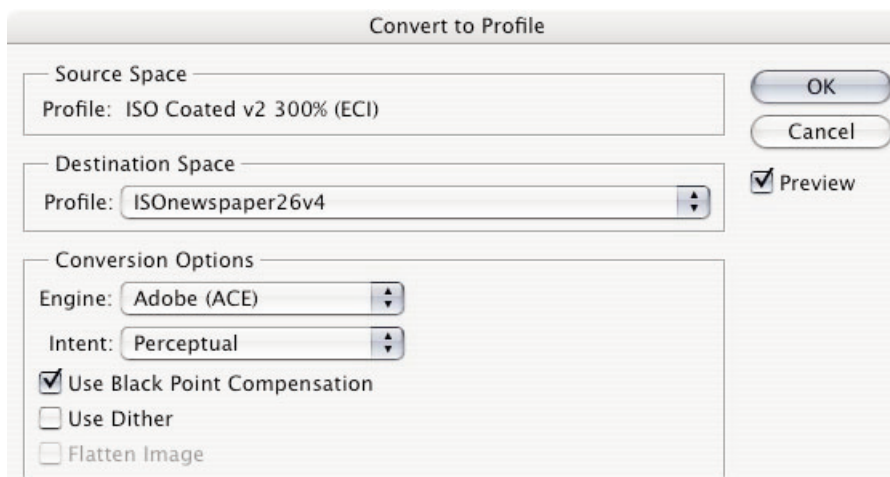 Convert to Profile
Source Space
Profile: ISO Coated v2 300% (ECI)
OK
Cancel
Destination Space
Profile: ISOnewspaper26v4
Preview
Conversion Options
Engine: Adobe (ACE)
Intent: Perceptual
Use Black Point Compensation
Use Dither
Flatten Image